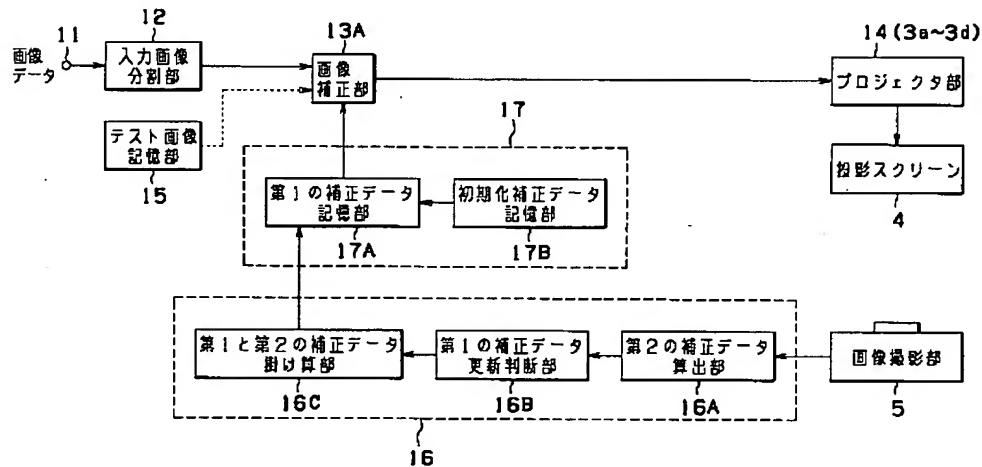 11
画像
データ
12
入力画像
分割部
13A
画像
補正部
14 (3a~3d)
プロジェクタ部
テスト画像
記憶部
15
17
投影スクリーン
4
第1の補正データ
記憶部
17A
初期化補正データ
記憶部
17B
第1と第2の補正データ
掛け算部
16C
第1の補正データ
更新判断部
16B
第2の補正データ
算出部
16A
画像撮影部
5
16